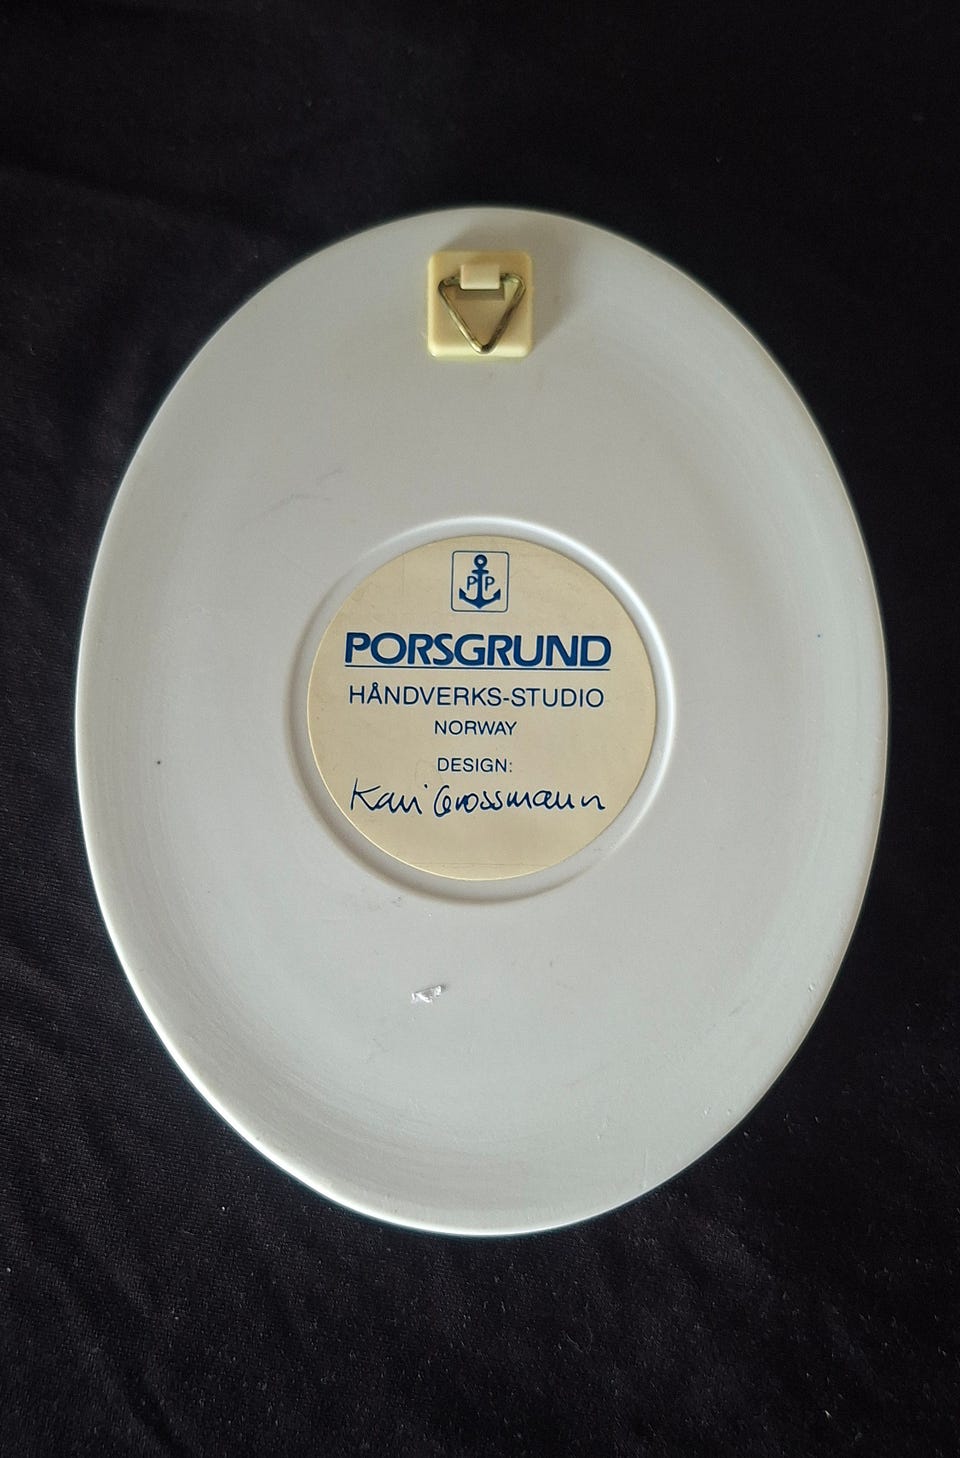 P P
PORSGRUND
HÅNDVERKS-STUDIO
NORWAY
DESIGN:
Kari Grossmann